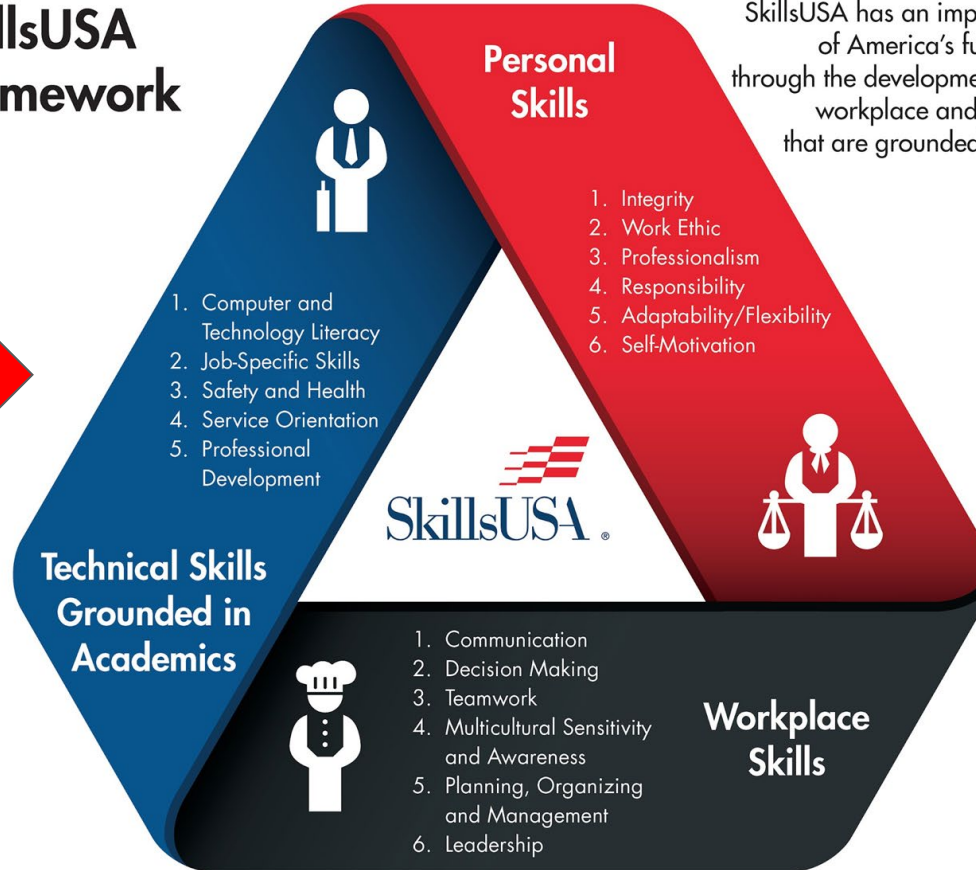 llsUSA
mework
SkillsUSA has an imp
of America's fu
through the developme
workplace and
that are grounded
Personal
Skills
1. Integrity
2. Work Ethic
3. Professionalism
4. Responsibility
5. Adaptability/Flexibility
6. Self-Motivation
1. Computer and
Technology Literacy
2. Job-Specific Skills
3. Safety and Health
4. Service Orientation
5. Professional
Development
Technical Skills
Grounded in
Academics
SkillsUSA ®
1. Communication
2. Decision Making
3. Teamwork
4. Multicultural Sensitivity
and Awareness
5. Planning, Organizing
and Management
6. Leadership
Workplace
Skills